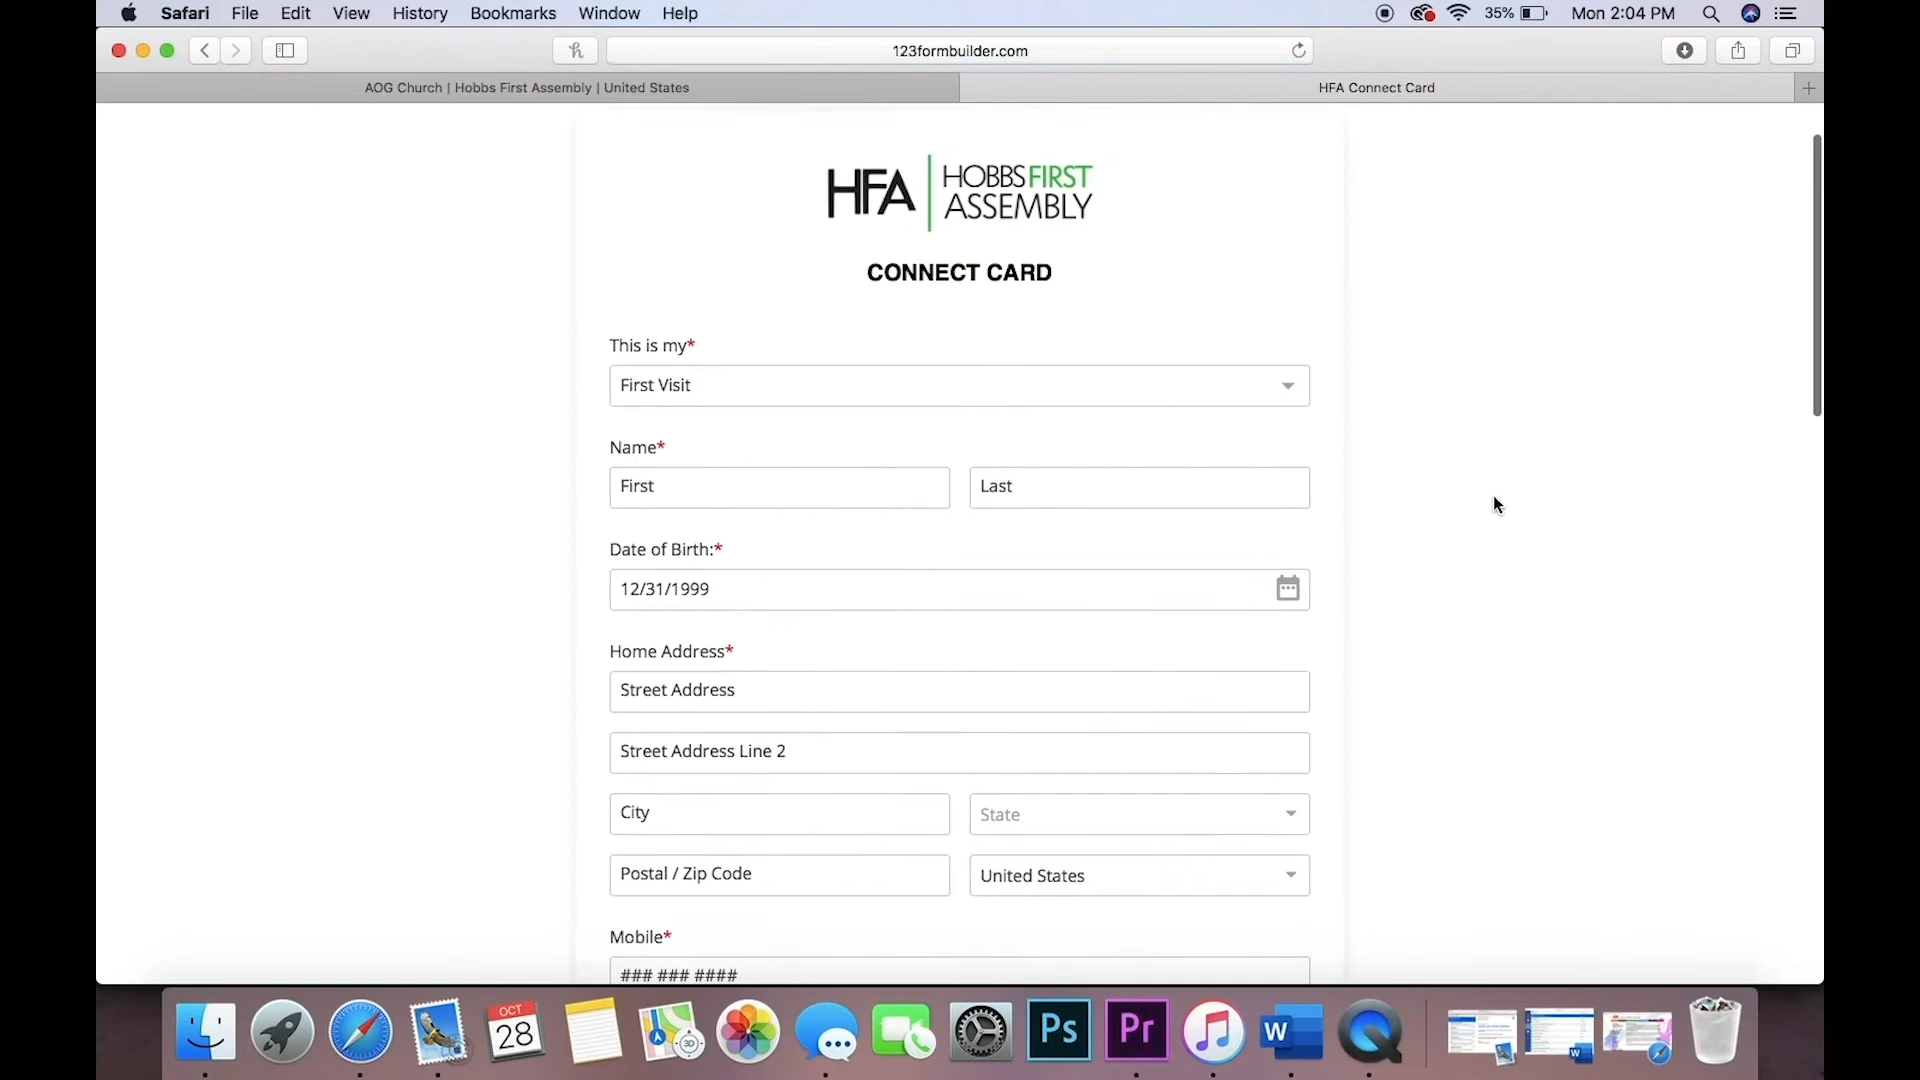 Safari File Edit View History Bookmarks Window Help 35% Mon 2:04 PM
123formbuilder.com
AOG Church | Hobbs First Assembly | United States HFA Connect Card
HFA HOBBSFIRST
ASSEMBLY
CONNECT CARD
This is my*
First Visit
Name*
First Last
Date of Birth:*
12/31/1999
Home Address*
Street Address
Street Address Line 2
City State
Postal / Zip Code United States
Mobile*
### ### ####
OCT
28
3D
Ps
Pr
W